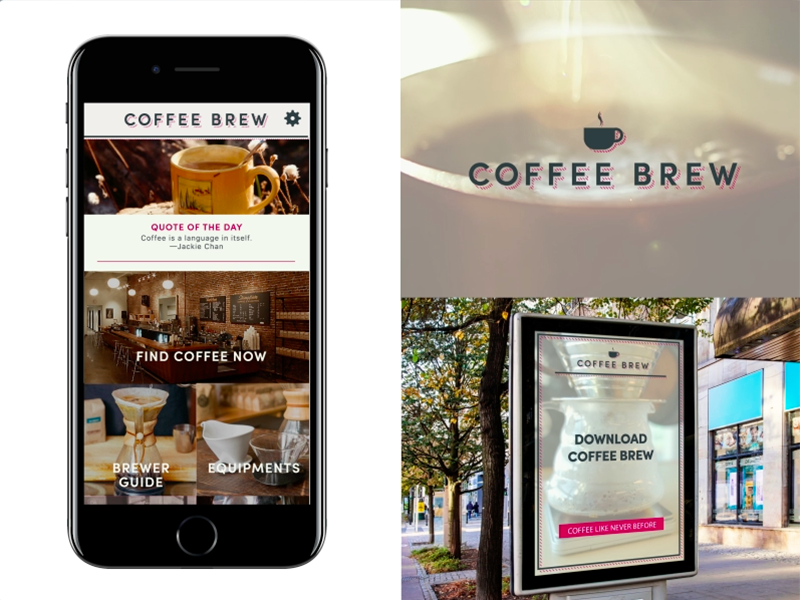 COFFEE BREW
QUOTE OF THE DAY
Coffee is a language in itself.
—Jackie Chan
FIND COFFEE NOW
BREWER
GUIDE
EQUIPMENTS
COFFEE BREW
COFFEE BREW
DOWNLOAD
COFFEE BREW
COFFEE LIKE NEVER BEFORE